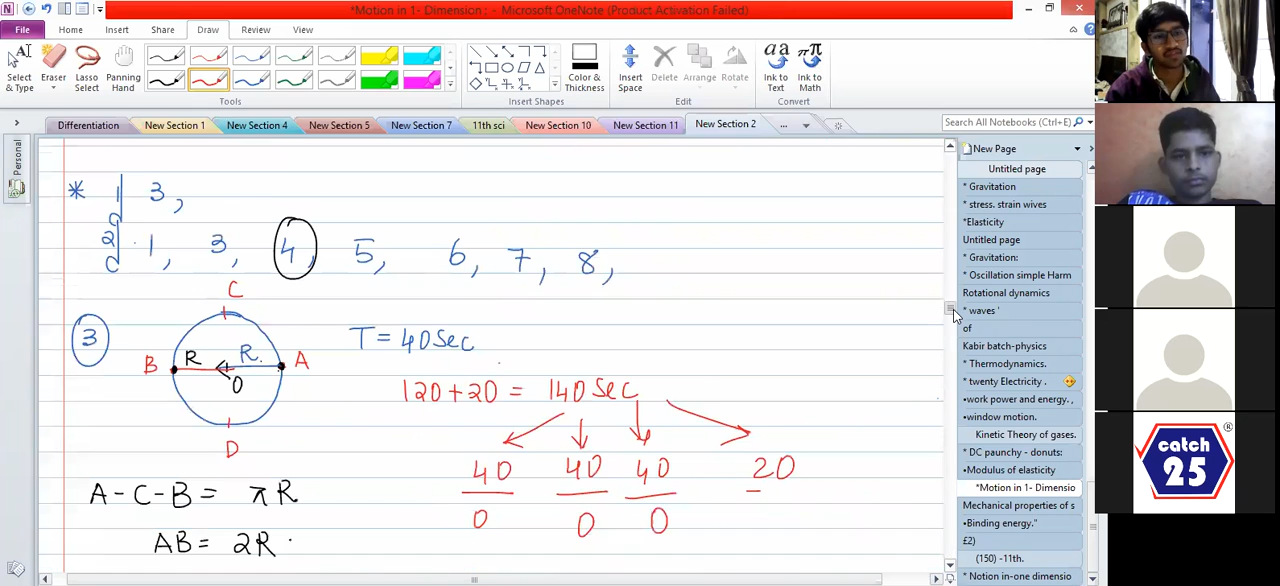 *Motion in 1- Dimension : - Microsoft OneNote (Product Activation Failed)
File Home Insert Share Draw Review View
Select & Type
Eraser
Lasso Select
Panning Hand
Color & Thickness
Insert Space
Delete
Arrange
Rotate
Ink to Text
Ink to Math
Tools
Insert Shapes
Edit
Convert
Differentiation New Section 1 New Section 4 New Section 5 New Section 7 11th sci New Section 10 New Section 11 New Section 2 ...
Search All Notebooks (Ctrl+E)
Personal
* 1 3,
2 1, 3, 4, 5, 6, 7, 8,
C
3
T = 40 Sec
B R R. A
O
D
120 + 20 = 140 Sec
40 40 40 20
0 0 0
A - C - B = πR
AB = 2R .
New Page
Untitled page
* Gravitation
* stress. strain wives
*Elasticity
Untitled page
* Gravitation:
* Oscillation simple Harm
Rotational dynamics
* waves '
of
Kabir batch-physics
* Thermodynamics.
* twenty Electricity .
•work power and energy. ,
•window motion.
Kinetic Theory of gases.
* DC paunchy - donuts:
•Modulus of elasticity
*Motion in 1- Dimensio
Mechanical properties of s
•Binding energy."
£2)
(150) -11th.
* Notion in-one dimensio
catch
25
®